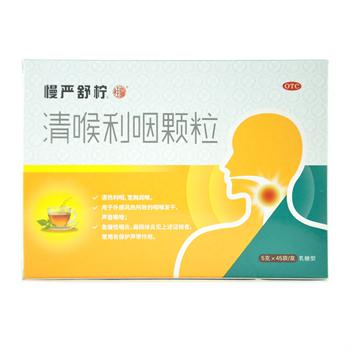 慢严舒柠
OTC
清喉利咽颗粒
清热利咽，宽胸润喉。
用于外感风热所致的咽喉发干、
声音嘶哑；
急慢性咽炎、扁桃体炎见上述证候者，
常用有保护声带作用。
5克×45袋/盒 乳糖型